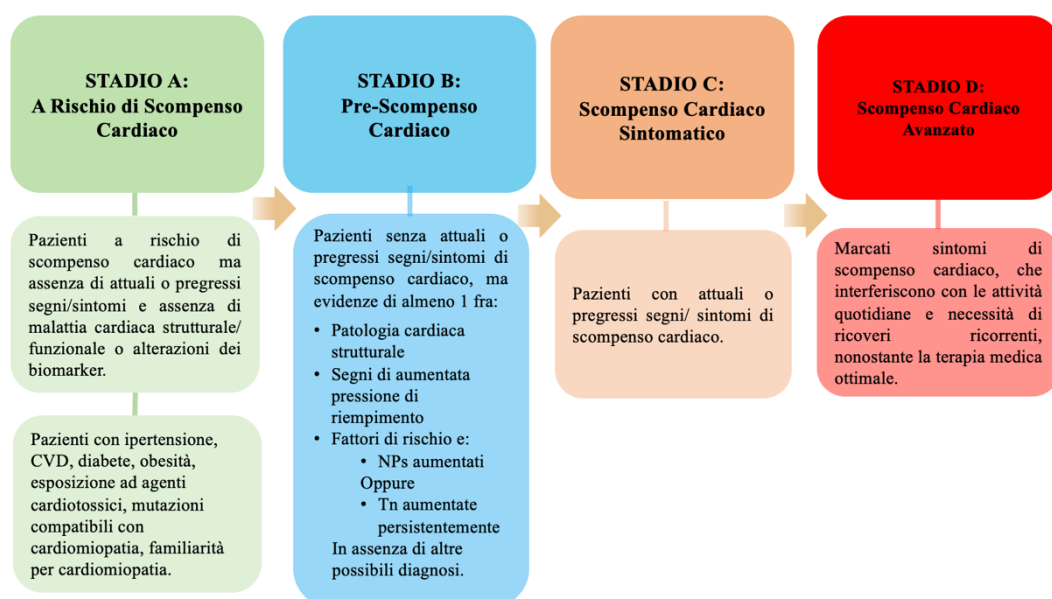 STADIO A:
A Rischio di Scompenso
Cardiaco
Pazienti a rischio di
scompenso cardiaco ma
assenza di attuali o pregressi
segni/sintomi e assenza di
malattia cardiaca strutturale/
funzionale o alterazioni dei
biomarker.
Pazienti con ipertensione,
CVD, diabete, obesità,
esposizione ad agenti
cardiotossici, mutazioni
compatibili con
cardiomiopatia, familiarità
per cardiomiopatia.
STADIO B:
Pre-Scompenso
Cardiaco
Pazienti senza attuali o
pregressi segni/sintomi di
scompenso cardiaco, ma
evidenze di almeno 1 fra:
• Patologia cardiaca
strutturale
• Segni di aumentata
pressione di
riempimento
• Fattori di rischio e:
• NPs aumentati
Oppure
• Tn aumentate
persistentemente
In assenza di altre
possibili diagnosi.
STADIO C:
Scompenso Cardiaco
Sintomatico
Pazienti con attuali o
pregressi segni/ sintomi di
scompenso cardiaco.
STADIO D:
Scompenso Cardiaco
Avanzato
Marcati sintomi di
scompenso cardiaco, che
interferiscono con le attività
quotidiane e necessità di
ricoveri ricorrenti,
nonostante la terapia medica
ottimale.